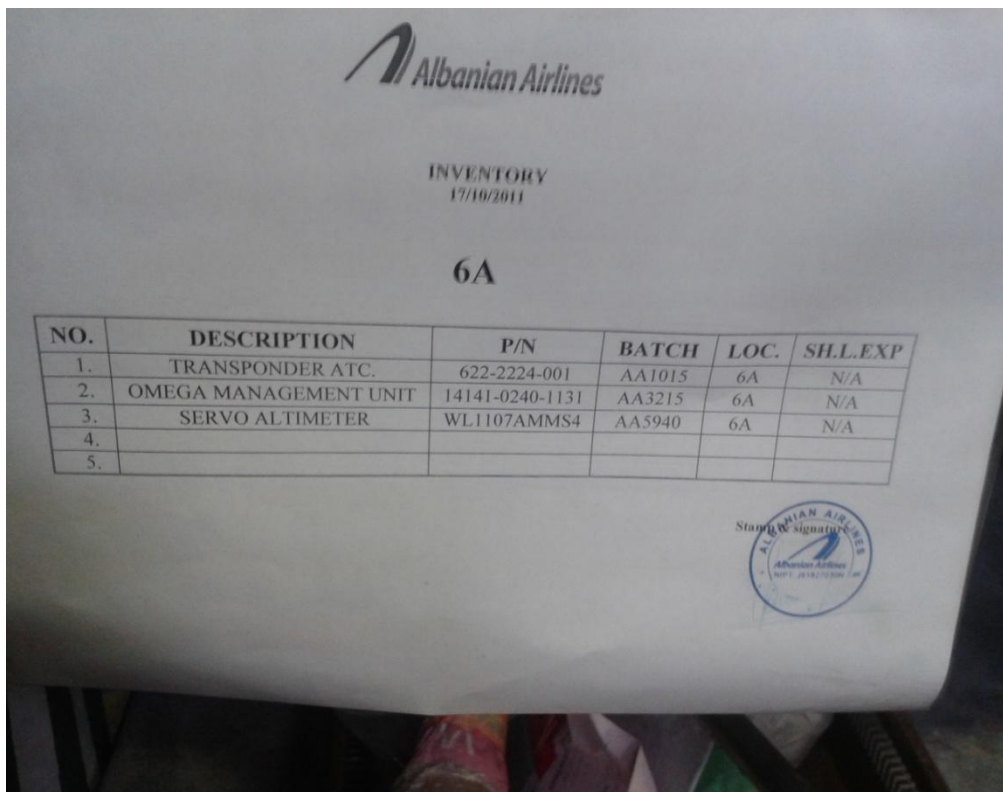 Albanian Airlines
INVENTORY
17/10/2011
6A
NO. DESCRIPTION P/N BATCH LOC. SH.L.EXP
1. TRANSPONDER ATC. 622-2224-001 AA1015 6A N/A
2. OMEGA MANAGEMENT UNIT 14141-0240-1131 AA3215 6A N/A
3. SERVO ALTIMETER WL1107AMMS4 AA5940 6A N/A
4.
5.
Stamp & signature
ALBANIAN AIRLINES
Albanian Airlines